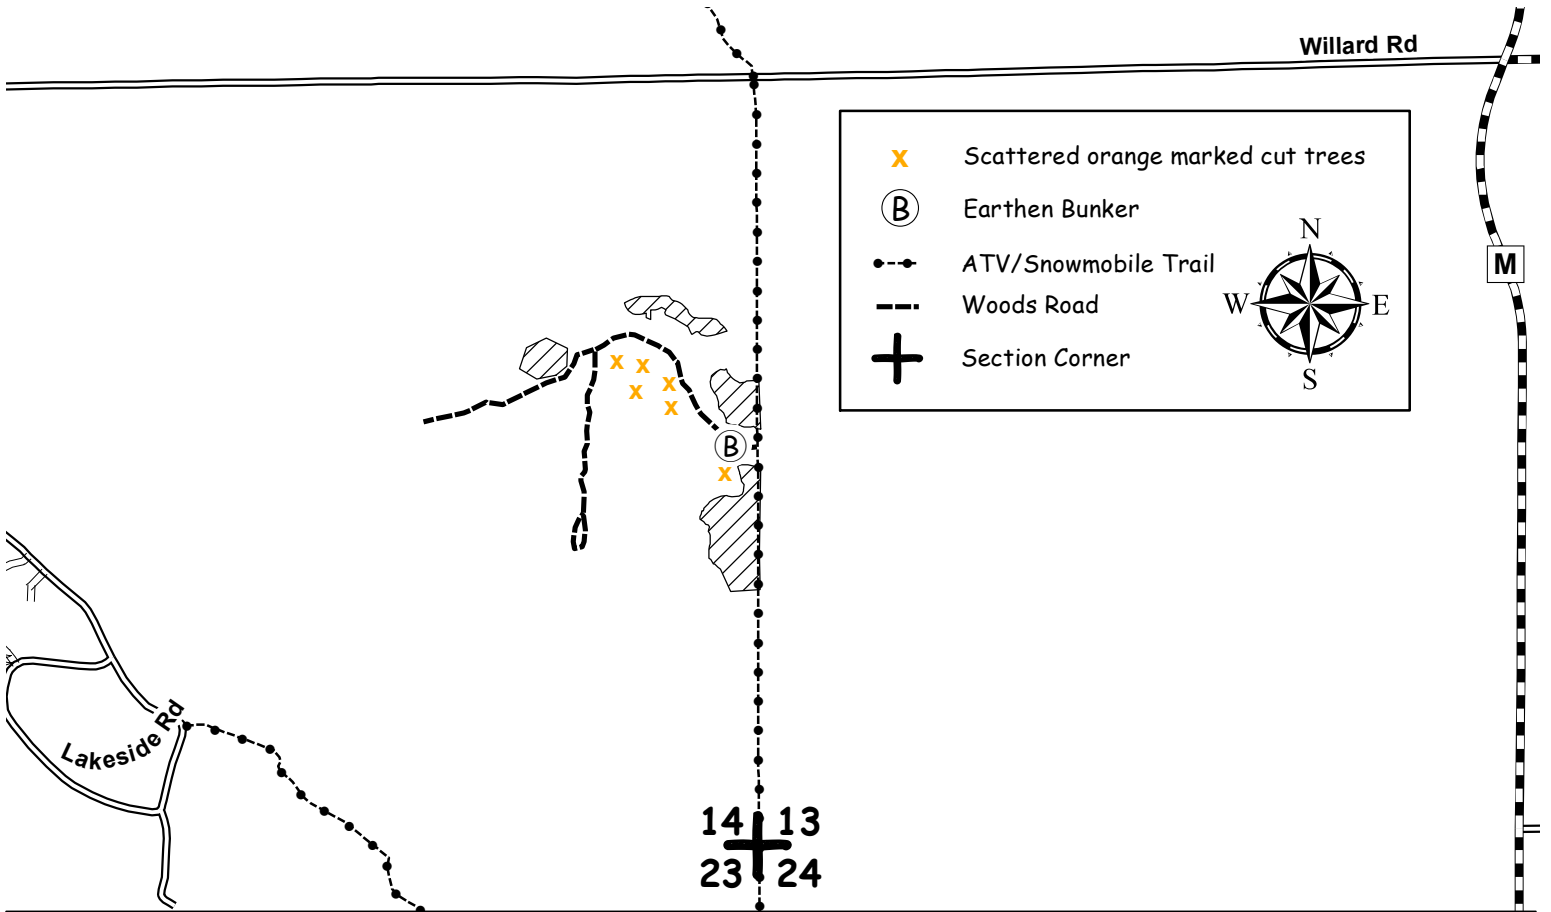 Willard Rd
x Scattered orange marked cut trees
B Earthen Bunker
ATV/Snowmobile Trail
Woods Road
Section Corner
N
W E
S
M
x x
x x
x
B
x
Lakeside Rd
14 13
23 24